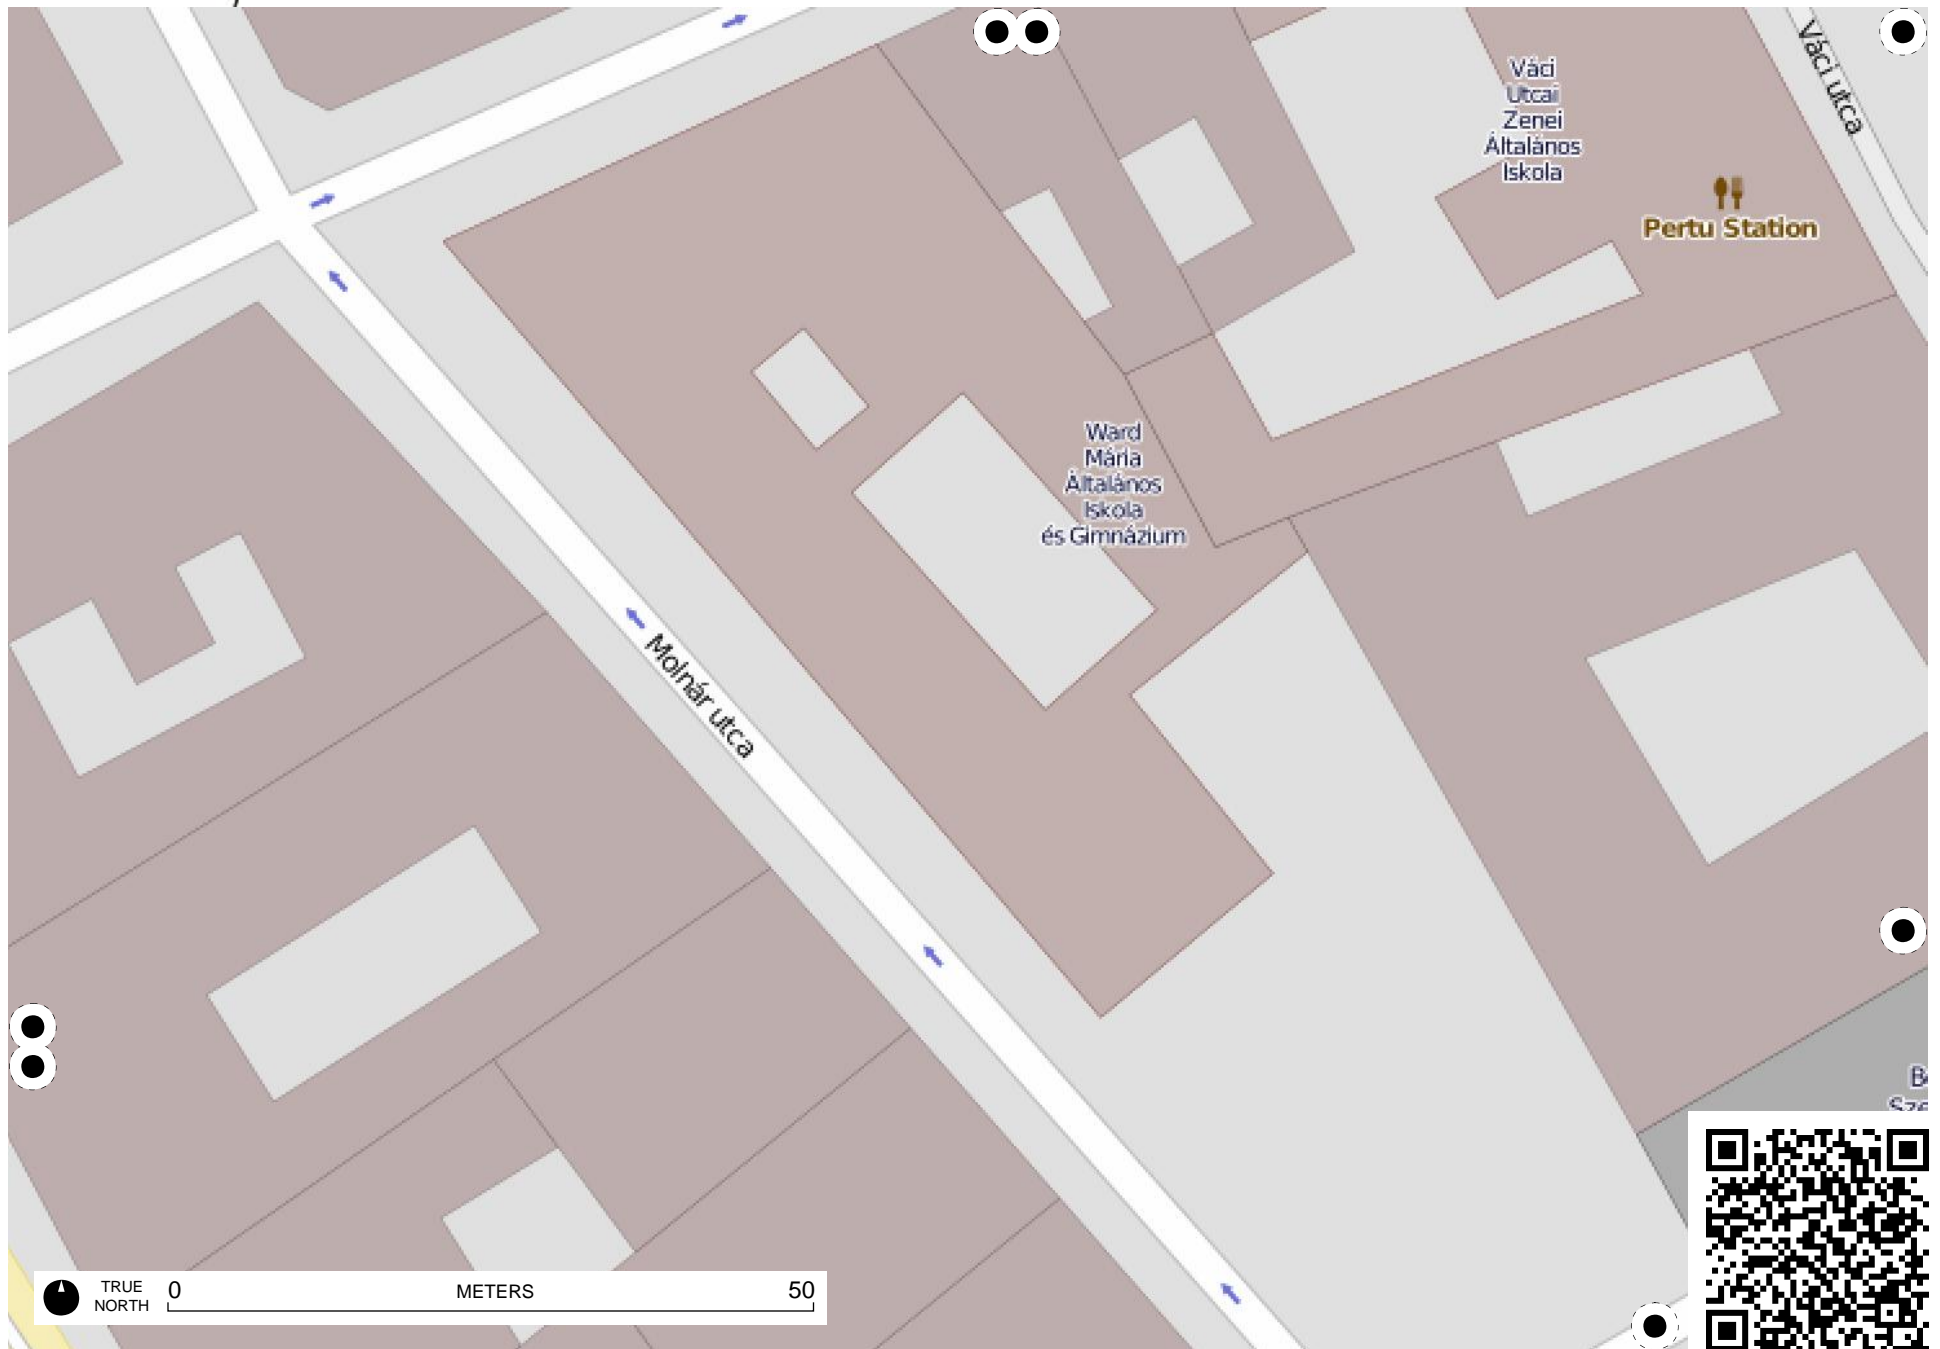 Váci utca
Váci
Utcai
Zenei
Általános
Iskola
Pertu Station
Ward
Mária
Általános
Iskola
és Gimnázium
Molnár utca
TRUE
NORTH
0 METERS 50